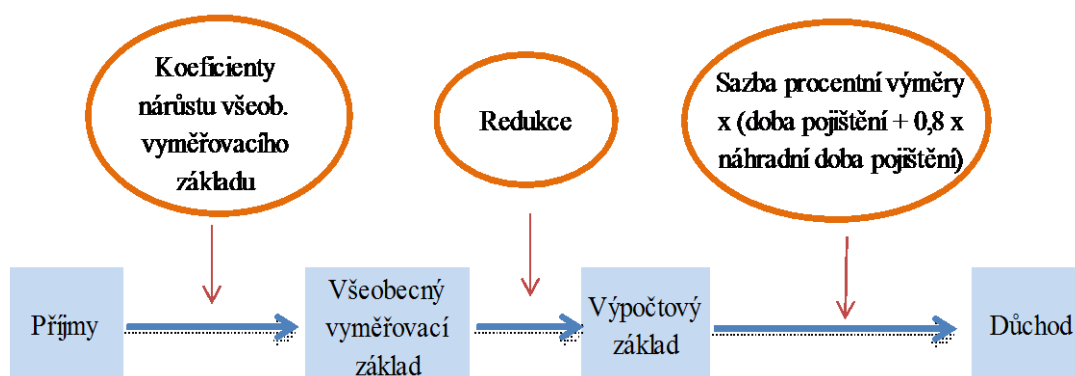 Koeficienty
nárůstu všeob.
vyměřovacího
základu
Redukce
Sazba procentní výměry
x (doba pojištění + 0,8 x
náhradní doba pojištění)
Příjmy
Všeobecný
vyměřovací
základ
Výpočtový
základ
Důchod